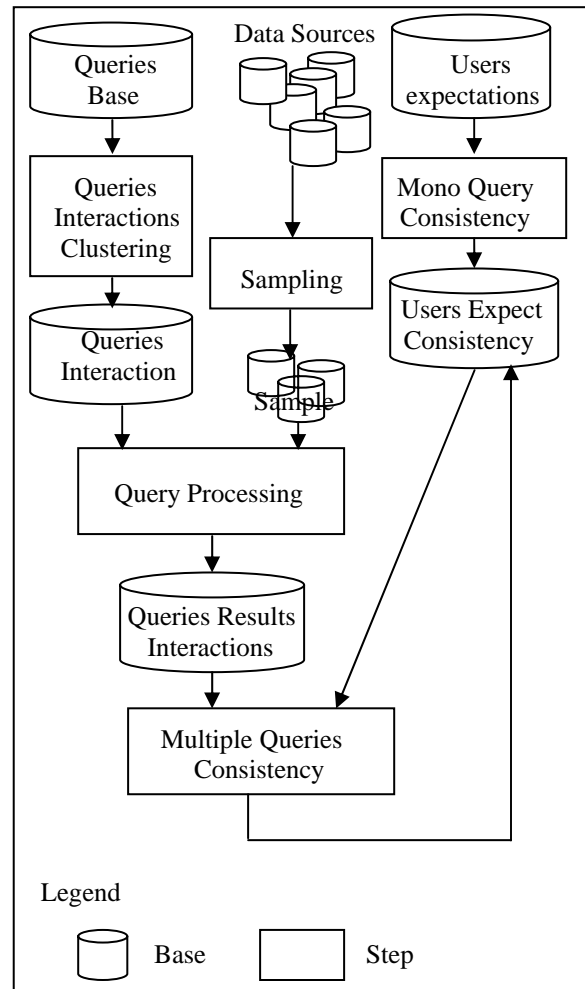 Queries
Base
Data Sources
Users
expectations
Queries
Interactions
Clustering
Sampling
Mono Query
Consistency
Queries
Interaction
Sample
Users Expect
Consistency
Query Processing
Queries Results
Interactions
Multiple Queries
Consistency
Legend
Base
Step